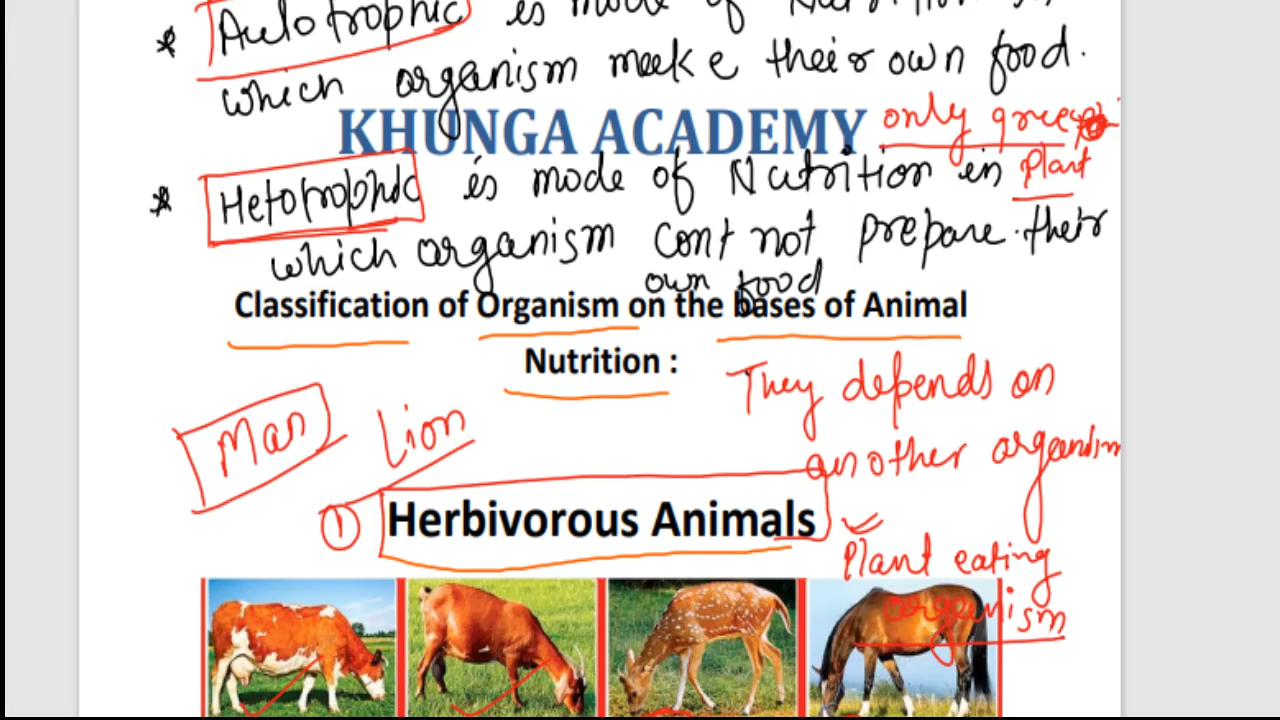 * Autotrophic is mode of Nutrition in
which organism make their own food.
KHUNGA ACADEMY only green
Plant
* Hetotrophic is mode of Nutrition in
which organism cont not prepare their
own food
Classification of Organism on the bases of Animal
Nutrition :
They depends on
another organism
Man Lion
① Herbivorous Animals
Plant eating
organism